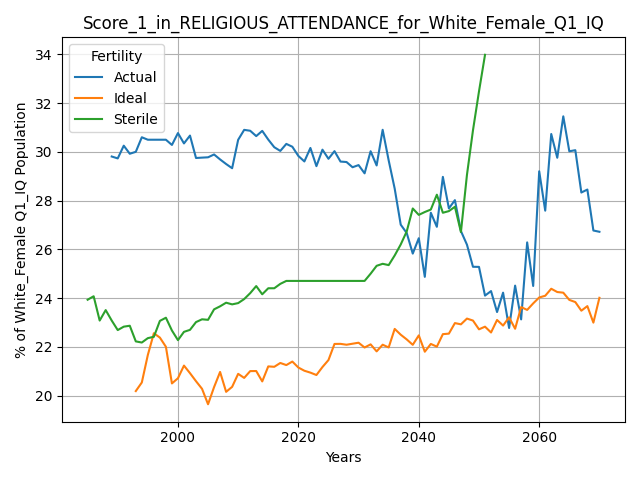 Score_1_in_RELIGIOUS_ATTENDANCE_for_White_Female_Q1_IQ
Fertility
Actual
Ideal
Sterile
% of White_Female Q1_IQ Population
34
32
30
28
26
24
22
20
2000
2020
2040
2060
Years